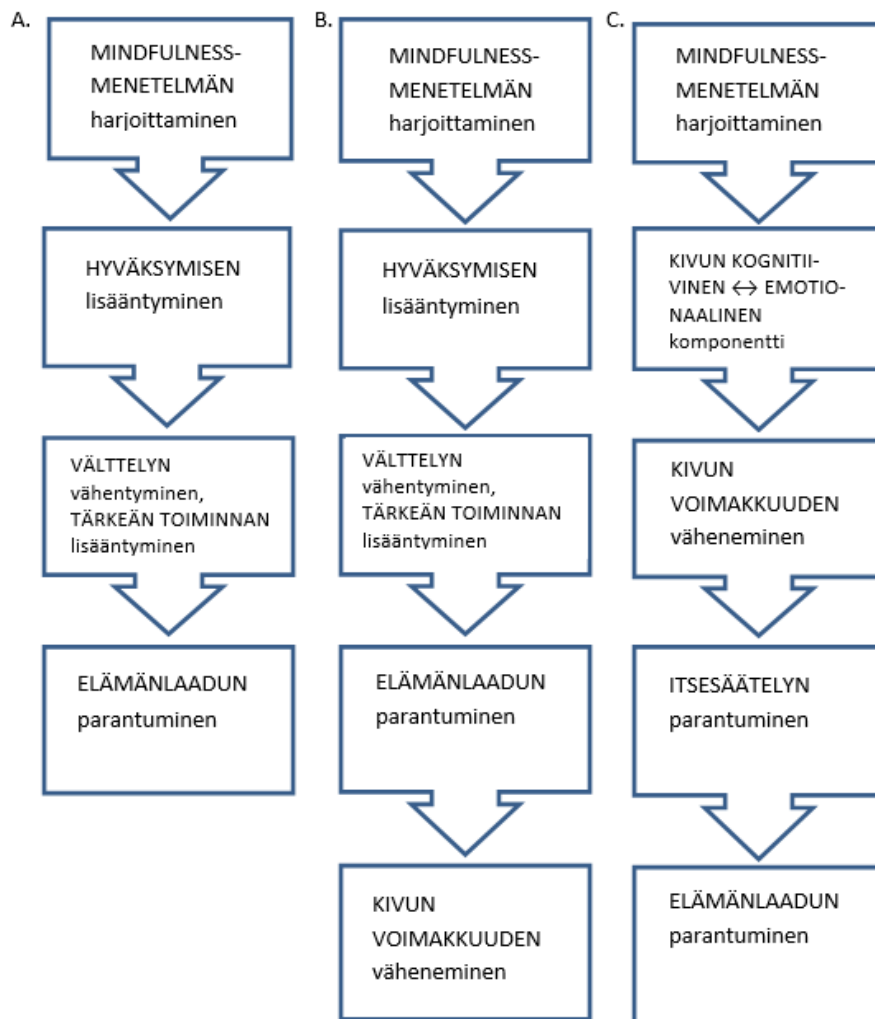 A.
MINDFULNESS-
MENETELMÄN
harjoittaminen
HYVÄKSYMISEN
lisääntyminen
VÄLTTELYN
vähentyminen,
TÄRKEÄN TOIMINNAN
lisääntyminen
ELÄMÄNLAADUN
parantuminen
B.
MINDFULNESS-
MENETELMÄN
harjoittaminen
HYVÄKSYMISEN
lisääntyminen
VÄLTTELYN
vähentyminen,
TÄRKEÄN TOIMINNAN
lisääntyminen
ELÄMÄNLAADUN
parantuminen
KIVUN
VOIMAKKUUDEN
väheneminen
C.
MINDFULNESS-
MENETELMÄN
harjoittaminen
KIVUN KOGNITII-
VINEN ↔ EMOTIO-
NAALINEN
komponentti
KIVUN
VOIMAKKUUDEN
väheneminen
ITSESÄÄTELYN
parantuminen
ELÄMÄNLAADUN
parantuminen